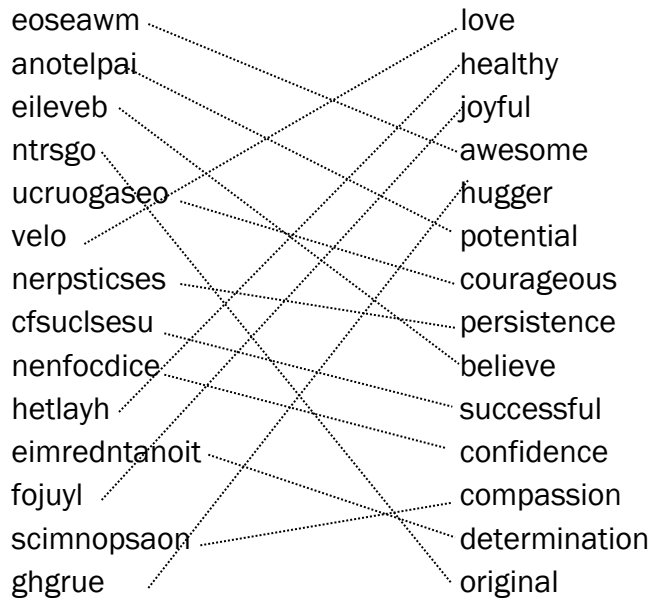 eoseawm love
anotelpai healthy
eileveb joyful
ntrsgo awesome
ucruogaseo hugger
velo potential
nerpsticses courageous
cfsuclsesu persistence
nenfocdice believe
hetlayh successful
eimredntanoit confidence
fojuyl compassion
scimnopsaon determination
ghgrue original